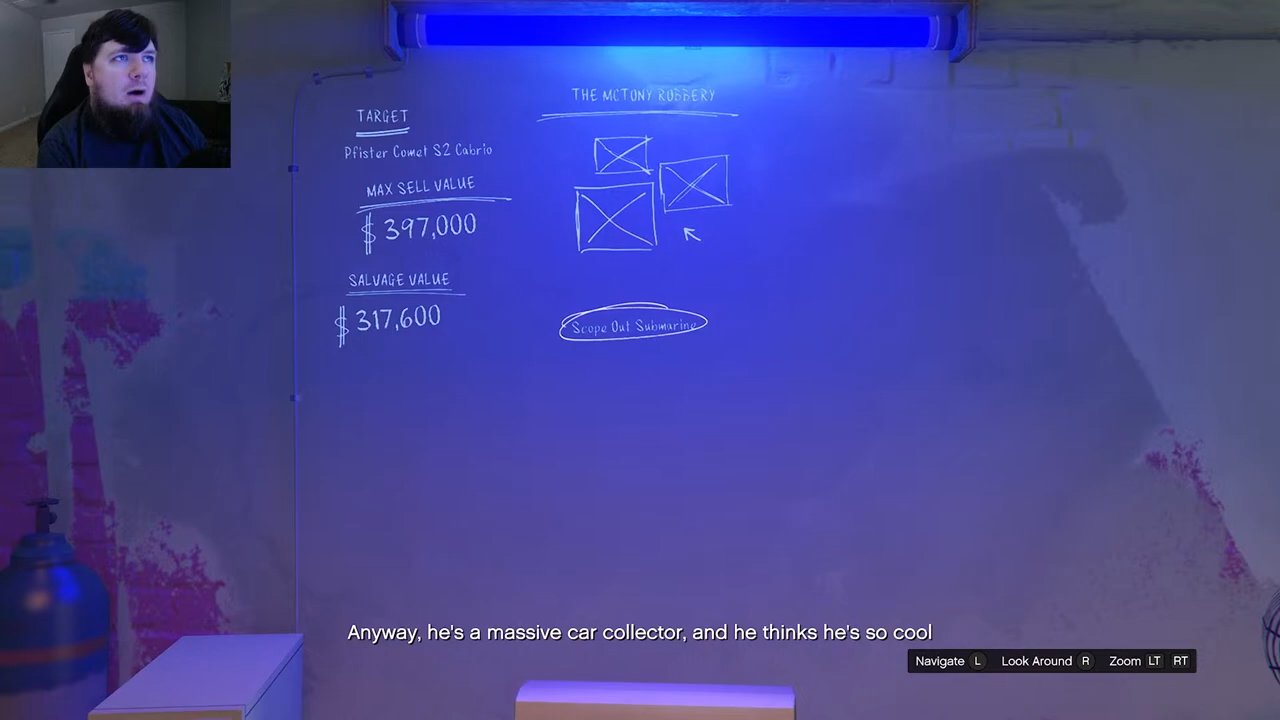 TARGET
Pfister Comet S2 Cabrio
MAX SELL VALUE
$ 397,000
SALVAGE VALUE
$ 317,600
THE MCTONY ROBBERY
Scope Out Submarine
Anyway, he's a massive car collector, and he thinks he's so cool
Navigate L Look Around R Zoom LT RT